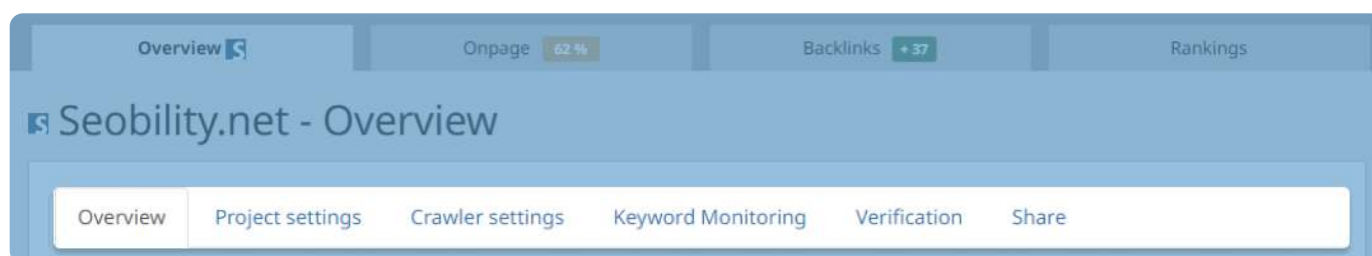 Overview Onpage 62 % Backlinks + 37 Rankings
Seobility.net - Overview
Overview Project settings Crawler settings Keyword Monitoring Verification Share